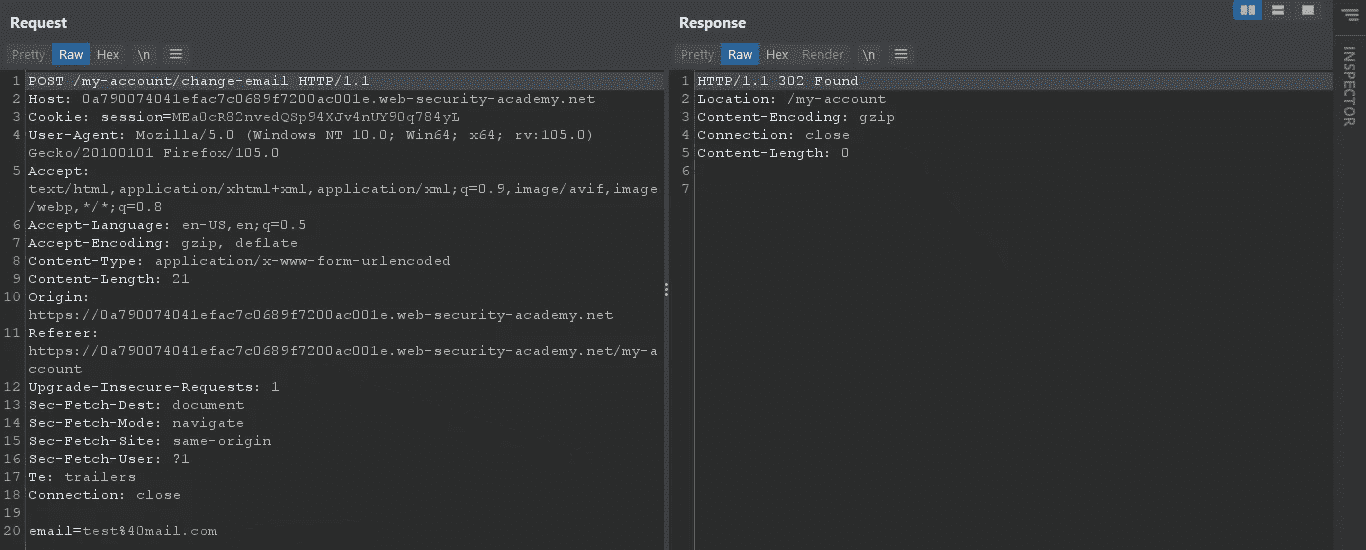 Request
Pretty Raw Hex \n
1 POST /my-account/change-email HTTP/1.1
2 Host: 0a790074041efac7c0689f7200ac001e.web-security-academy.net
3 Cookie: session=MEa0cR82nvedQSp94XJv4nUY90q784yL
4 User-Agent: Mozilla/5.0 (Windows NT 10.0; Win64; x64; rv:105.0)
Gecko/20100101 Firefox/105.0
5 Accept:
text/html,application/xhtml+xml,application/xml;q=0.9,image/avif,image
/webp,*/*;q=0.8
6 Accept-Language: en-US,en;q=0.5
7 Accept-Encoding: gzip, deflate
8 Content-Type: application/x-www-form-urlencoded
9 Content-Length: 21
10 Origin:
https://0a790074041efac7c0689f7200ac001e.web-security-academy.net
11 Referer:
https://0a790074041efac7c0689f7200ac001e.web-security-academy.net/my-a
ccount
12 Upgrade-Insecure-Requests: 1
13 Sec-Fetch-Dest: document
14 Sec-Fetch-Mode: navigate
15 Sec-Fetch-Site: same-origin
16 Sec-Fetch-User: ?1
17 Te: trailers
18 Connection: close
19
20 email=test%40mail.com
Response
Pretty Raw Hex Render \n
1 HTTP/1.1 302 Found
2 Location: /my-account
3 Content-Encoding: gzip
4 Connection: close
5 Content-Length: 0
6
7
INSPECTOR